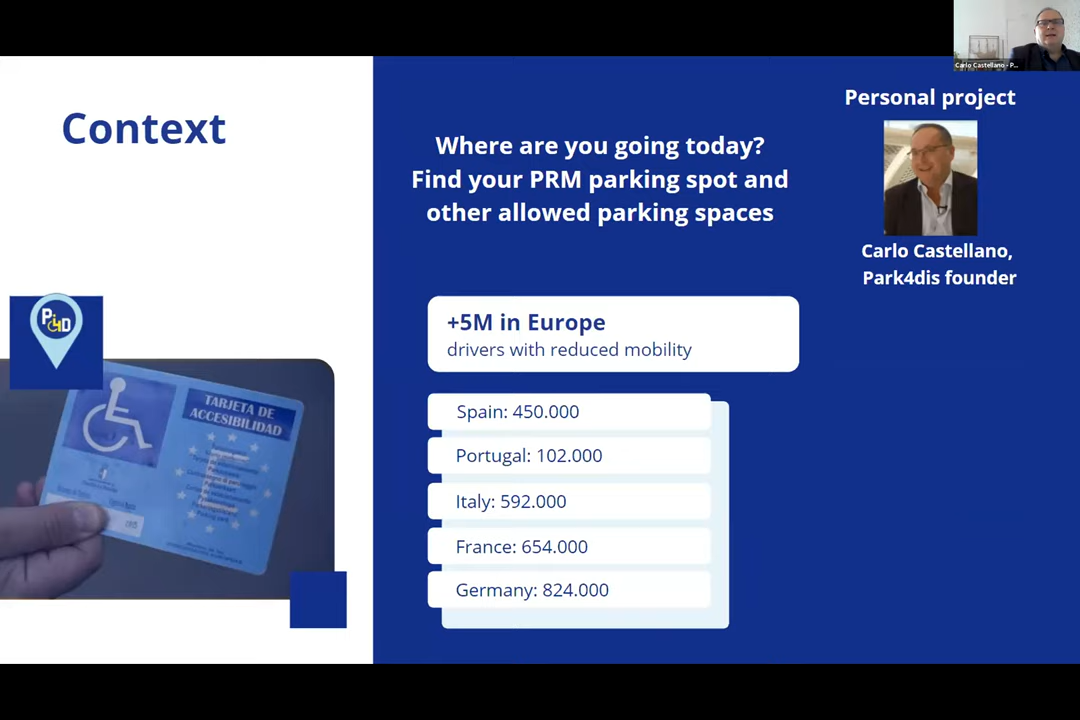 Carlo Castellano - P...
Context
Where are you going today?
Find your PRM parking spot and
other allowed parking spaces
Personal project
Carlo Castellano,
Park4dis founder
P4D
TARJETA DE
ACCESIBILIDAD
+5M in Europe
drivers with reduced mobility
Spain: 450.000
Portugal: 102.000
Italy: 592.000
France: 654.000
Germany: 824.000